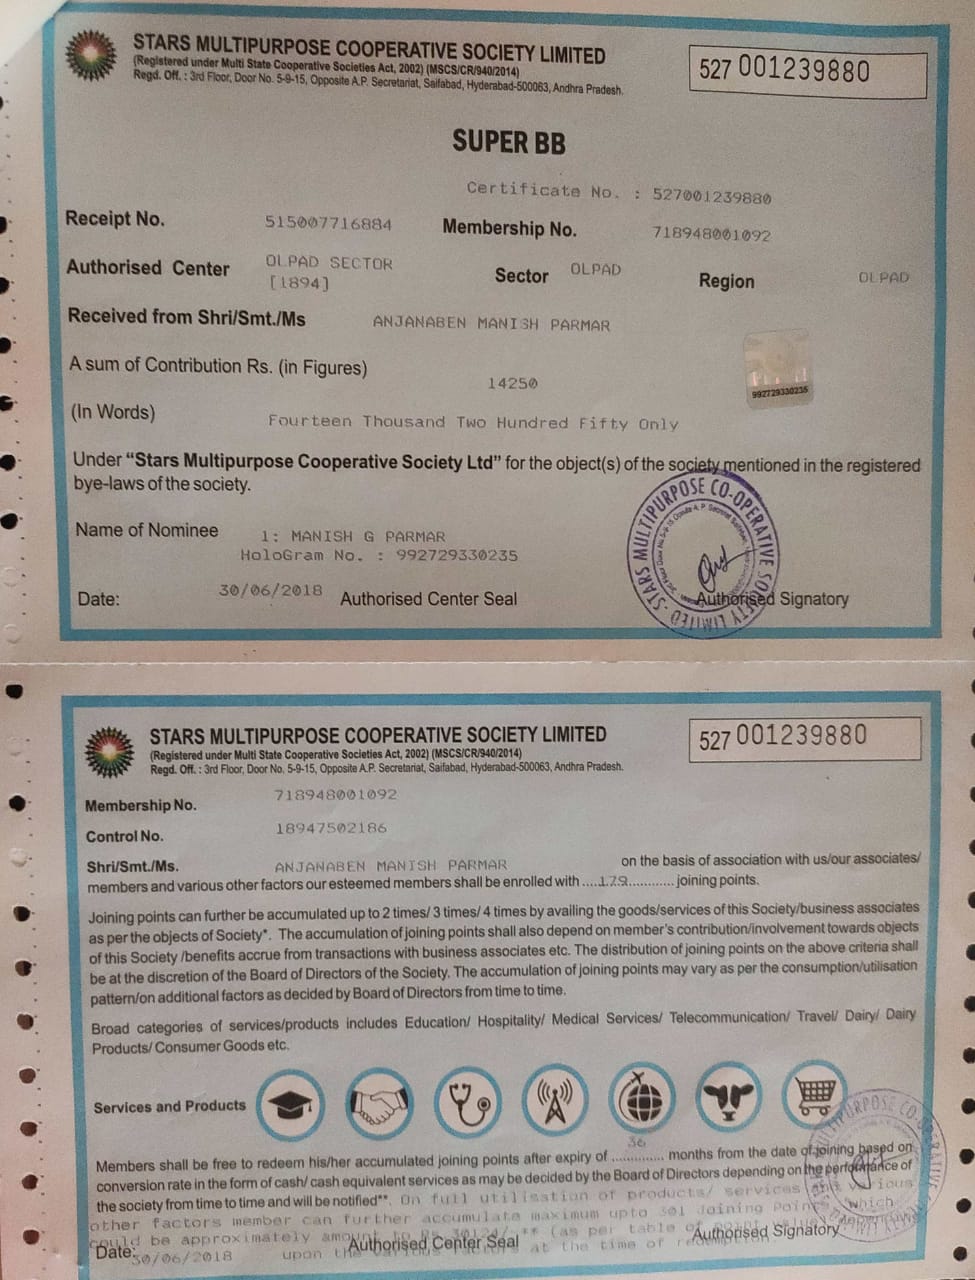 STARS MULTIPURPOSE COOPERATIVE SOCIETY LIMITED
(Registered under Multi State Cooperative Societies Act, 2002) (MSCS/CR/940/2014)
Regd. Off. : 3rd Floor, Door No. 5-9-15, Opposite A.P. Secretariat, Saifabad, Hyderabad-500063, Andhra Pradesh.
527 001239880
SUPER BB
Certificate No. : 527001239880
Receipt No. 515007716884 Membership No. 718948001092
Authorised Center OLPAD SECTOR Sector OLPAD Region OLPAD
[1894]
Received from Shri/Smt./Ms ANJANABEN MANISH PARMAR
A sum of Contribution Rs. (in Figures) 14250
992729330235
(In Words) Fourteen Thousand Two Hundred Fifty Only
Under “Stars Multipurpose Cooperative Society Ltd” for the object(s) of the society mentioned in the registered
bye-laws of the society.
Name of Nominee 1: MANISH G PARMAR
HoloGram No. : 992729330235
STARS MULTIPURPOSE CO-OPERATIVE SOCIETY LIMITED
Date: 30/06/2018 Authorised Center Seal Authorised Signatory
STARS MULTIPURPOSE COOPERATIVE SOCIETY LIMITED
(Registered under Multi State Cooperative Societies Act, 2002) (MSCS/CR/940/2014)
Regd. Off. : 3rd Floor, Door No. 5-9-15, Opposite A.P. Secretariat, Saifabad, Hyderabad-500063, Andhra Pradesh.
527 001239880
Membership No. 718948001092
Control No. 18947502186
Shri/Smt./Ms. ANJANABEN MANISH PARMAR on the basis of association with us/our associates/
members and various other factors our esteemed members shall be enrolled with ....179............ joining points.
Joining points can further be accumulated up to 2 times/ 3 times/ 4 times by availing the goods/services of this Society/business associates
as per the objects of Society*. The accumulation of joining points shall also depend on member's contribution/involvement towards objects
of this Society /benefits accrue from transactions with business associates etc. The distribution of joining points on the above criteria shall
be at the discretion of the Board of Directors of the Society. The accumulation of joining points may vary as per the consumption/utilisation
pattern/on additional factors as decided by Board of Directors from time to time.
Broad categories of services/products includes Education/ Hospitality/ Medical Services/ Telecommunication/ Travel/ Dairy/ Dairy
Products/ Consumer Goods etc.
Services and Products
36
Members shall be free to redeem his/her accumulated joining points after expiry of ............. months from the date of joining based on
conversion rate in the form of cash/ cash equivalent services as may be decided by the Board of Directors depending on the performance of
the society from time to time and will be notified**. On full utilisation of products/ services and various
other factors member can further accumulate maximum upto 301 Joining Points which
could be approximately ** (as per table of
Date: 30/06/2018 upon the Authorised Center Seal at the time of Authorised Signatory